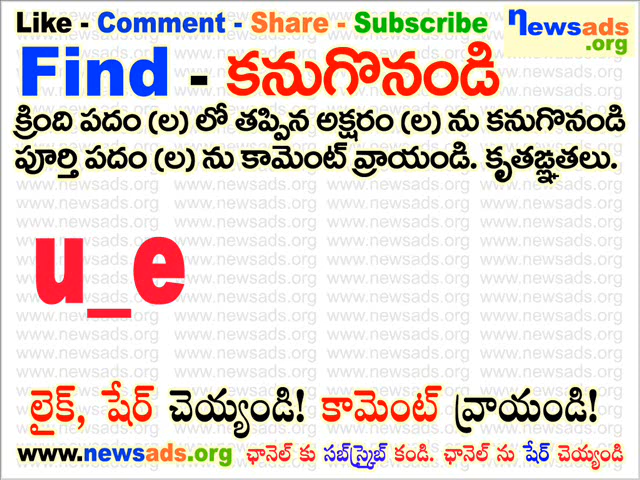 Like - Comment - Share - Subscribe
newsads
.org
Find - కనుగొనండి
క్రింది పదం (ల) లో తప్పిన అక్షరం (ల) ను కనుగొనండి
పూర్తి పదం (ల) ను కామెంట్ వ్రాయండి. కృతఙ్ఞతలు.
u_e
లైక్, షేర్ చెయ్యండి! కామెంట్ వ్రాయండి!
www.newsads.org ఛానెల్ కు సబ్‌స్క్రైబ్ కండి. ఛానెల్ ను షేర్ చెయ్యండి